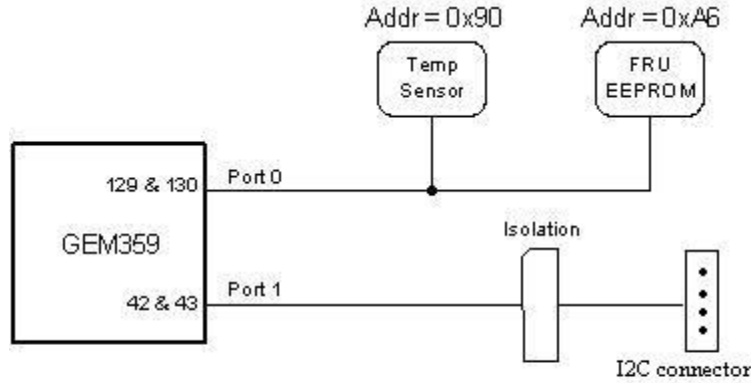 Addr = 0x90
Addr = 0xA6
Temp
Sensor
FRU
EEPROM
129 & 130
Port 0
GEM359
Isolation
42 & 43
Port 1
I2C connector